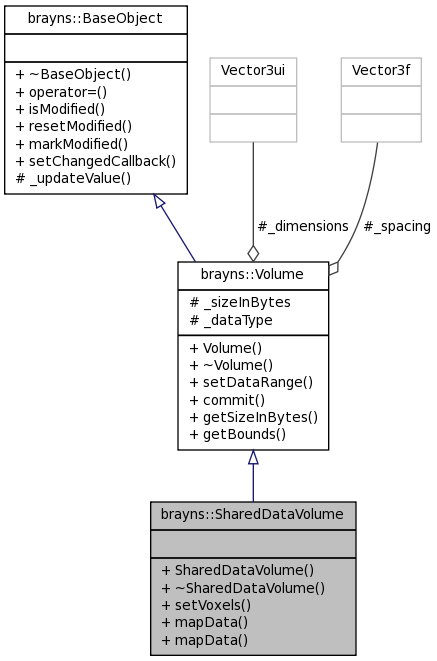 brayns::BaseObject
+ ~BaseObject()
+ operator=()
+ isModified()
+ resetModified()
+ markModified()
+ setChangedCallback()
# _updateValue()
Vector3ui
Vector3f
#_dimensions
#_spacing
brayns::Volume
# _sizeInBytes
# _dataType
+ Volume()
+ ~Volume()
+ setDataRange()
+ commit()
+ getSizeInBytes()
+ getBounds()
brayns::SharedDataVolume
+ SharedDataVolume()
+ ~SharedDataVolume()
+ setVoxels()
+ mapData()
+ mapData()